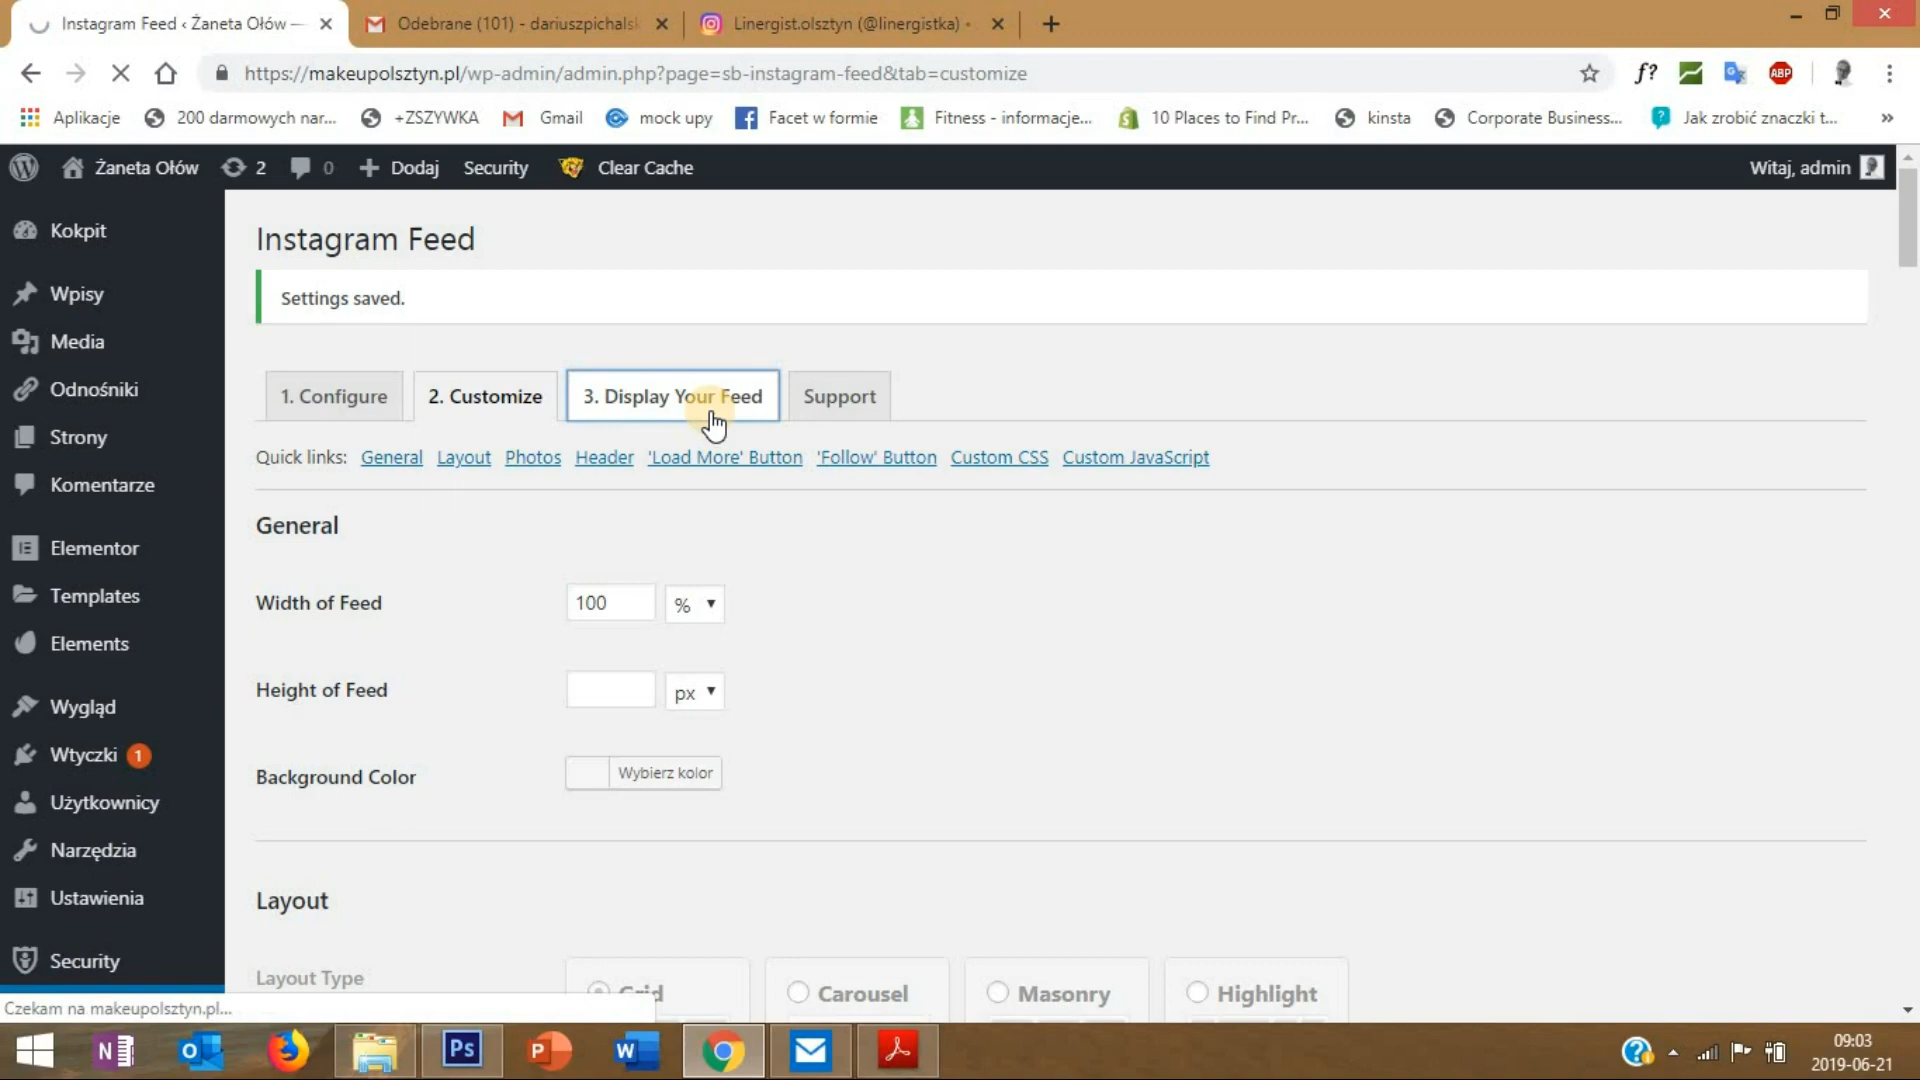 Instagram Feed ‹ Żaneta Ołów —
Odebrane (101) - dariuszpichals
Linergist.olsztyn (@linergistka) •
https://makeupolsztyn.pl/wp-admin/admin.php?page=sb-instagram-feed&tab=customize
f?
ABP
Aplikacje
200 darmowych nar...
+ZSZYWKA
Gmail
mock upy
Facet w formie
Fitness - informacje...
10 Places to Find Pr...
kinsta
Corporate Business...
Jak zrobić znaczki t...
»
Żaneta Ołów
2
0
Dodaj
Security
Clear Cache
Witaj, admin
Kokpit
Wpisy
Media
Odnośniki
Strony
Komentarze
Elementor
Templates
Elements
Wygląd
Wtyczki 1
Użytkownicy
Narzędzia
Ustawienia
Security
Instagram Feed
Settings saved.
1. Configure
2. Customize
3. Display Your Feed
Support
Quick links: General Layout Photos Header 'Load More' Button 'Follow' Button Custom CSS Custom JavaScript
General
Width of Feed
100
%
Height of Feed
px
Background Color
Wybierz kolor
Layout
Layout Type
Grid
Carousel
Masonry
Highlight
Czekam na makeupolsztyn.pl...
N
Ps
P
W
09:03
2019-06-21